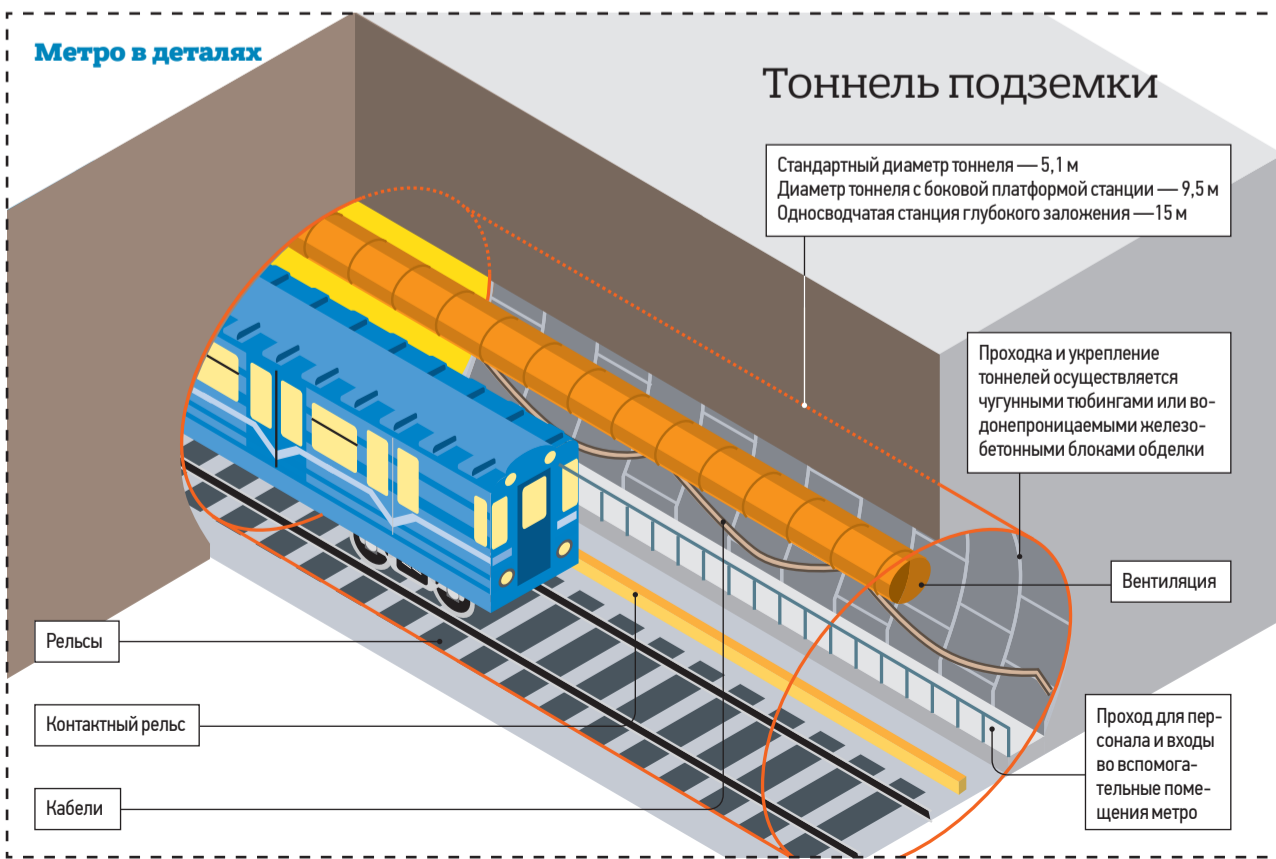 Метро в деталях
Тоннель подземки
Стандартный диаметр тоннеля — 5,1 м
Диаметр тоннеля с боковой платформой станции — 9,5 м
Односводчатая станция глубокого заложения —15 м
Проходка и укрепление
тоннелей осуществляется
чугунными тюбингами или во-
донепроницаемыми железо-
бетонными блоками обделки
Вентиляция
Рельсы
Контактный рельс
Кабели
Проход для пер-
сонала и входы
во вспомога-
тельные поме-
щения метро